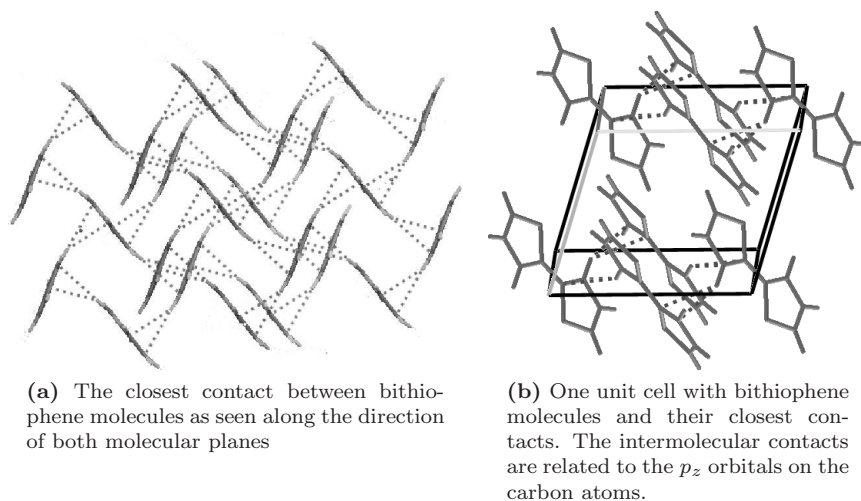 (a) The closest contact between bithio-
phene molecules as seen along the direction
of both molecular planes
(b) One unit cell with bithiophene
molecules and their closest con-
tacts. The intermolecular contacts
are related to the pz orbitals on the
carbon atoms.